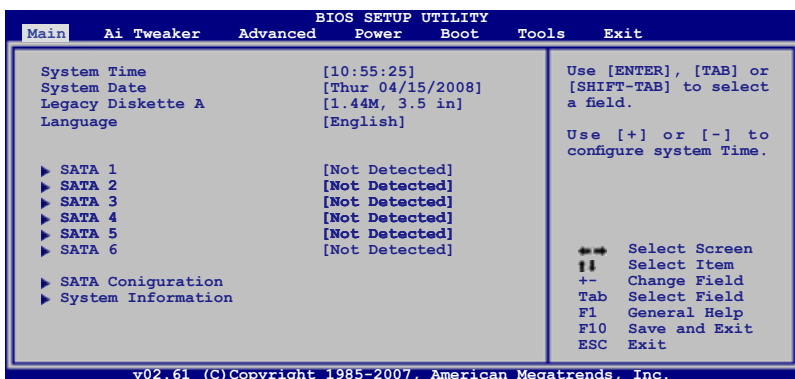 BIOS SETUP UTILITY
Main Ai Tweaker Advanced Power Boot Tools Exit
System Time [10:55:25]
System Date [Thur 04/15/2008]
Legacy Diskette A [1.44M, 3.5 in]
Language [English]
SATA 1 [Not Detected]
SATA 2 [Not Detected]
SATA 3 [Not Detected]
SATA 4 [Not Detected]
SATA 5 [Not Detected]
SATA 6 [Not Detected]
SATA Coniguration
System Information
Use [ENTER], [TAB] or
[SHIFT-TAB] to select
a field.
Use [+] or [-] to
configure system Time.
Select Screen
Select Item
+- Change Field
Tab Select Field
F1 General Help
F10 Save and Exit
ESC Exit
v02.61 (C)Copyright 1985-2007, American Megatrends, Inc.